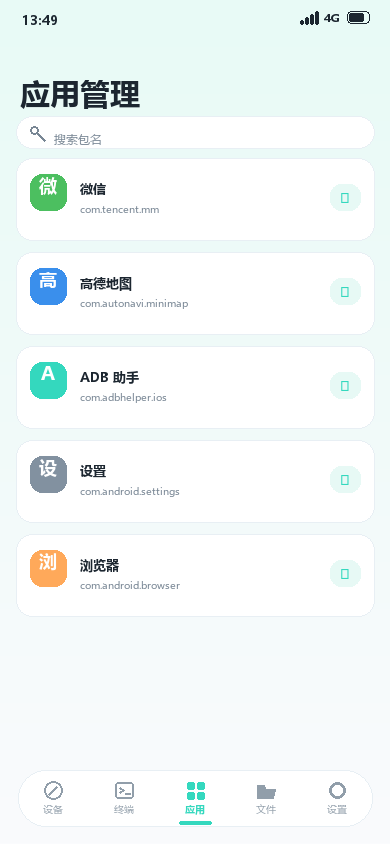 13:49
4G
应用管理
搜索包名
微
微信
com.tencent.mm
高
高德地图
com.autonavi.minimap
A
ADB 助手
com.adbhelper.ios
设
设置
com.android.settings
浏
浏览器
com.android.browser
设备
终端
应用
文件
设置